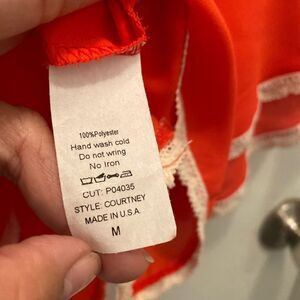 100%Polyester
Hand wash cold
Do not wring
No Iron
CUT: P04035
STYLE: COURTNEY
MADE IN U.S.A.
M